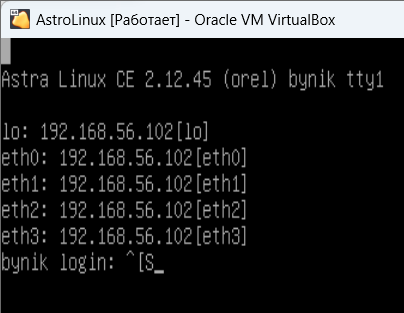 AstroLinux [Работает] - Oracle VM VirtualBox
Astra Linux CE 2.12.45 (orel) bynik tty1
lo: 192.168.56.102[lo]
eth0: 192.168.56.102[eth0]
eth1: 192.168.56.102[eth1]
eth2: 192.168.56.102[eth2]
eth3: 192.168.56.102[eth3]
bynik login: ^[S_